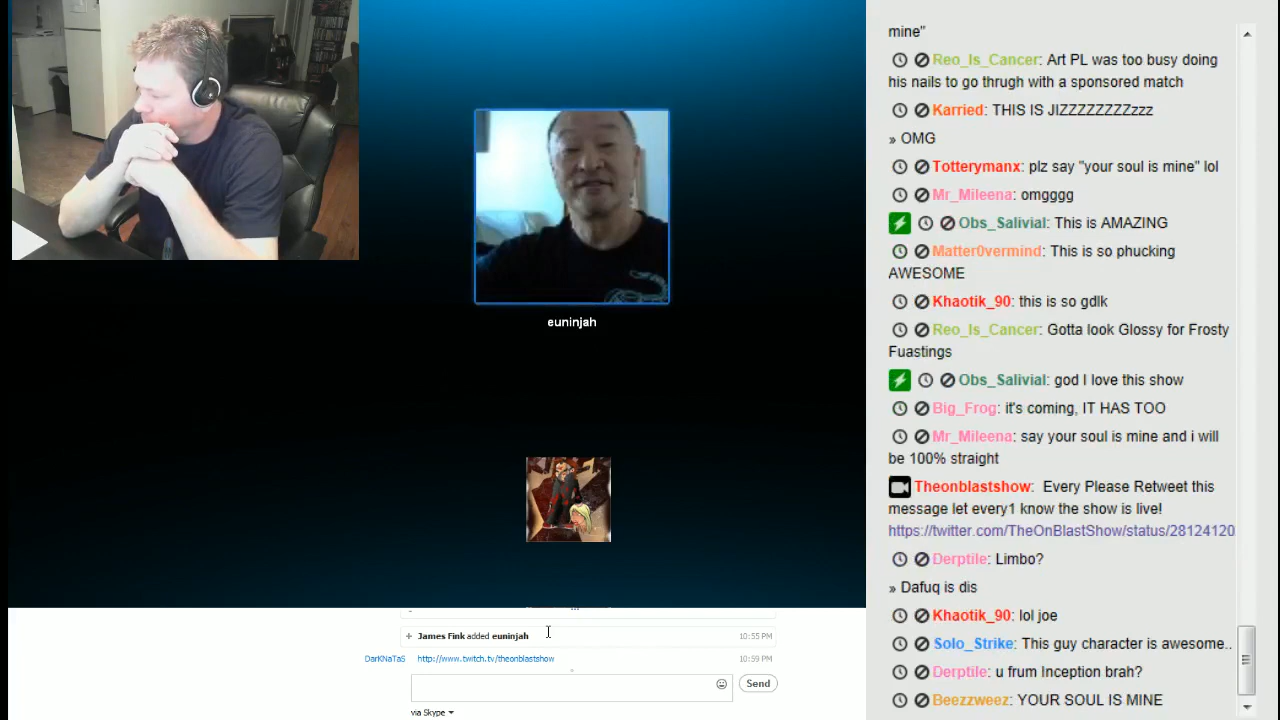 euninjah
James Fink added euninjah
10:55 PM
DarKNaTaS http://www.twitch.tv/theonblastshow
10:59 PM
Send
via Skype
mine"
Reo_Is_Cancer: Art PL was too busy doing
his nails to go thrugh with a sponsored match
Karried: THIS IS JIZZZZZZZZzzz
» OMG
Totterymanx: plz say "your soul is mine" lol
Mr_Mileena: omgggg
Obs_Salivial: This is AMAZING
Matter0vermind: This is so phucking
AWESOME
Khaotik_90: this is so gdlk
Reo_Is_Cancer: Gotta look Glossy for Frosty
Fuastings
Obs_Salivial: god I love this show
Big_Frog: it's coming, IT HAS TOO
Mr_Mileena: say your soul is mine and i will
be 100% straight
Theonblastshow: Every Please Retweet this
message let every1 know the show is live!
https://twitter.com/TheOnBlastShow/status/28124120
Derptile: Limbo?
» Dafuq is dis
Khaotik_90: lol joe
Solo_Strike: This guy character is awesome..
Derptile: u frum Inception brah?
Beezzweez: YOUR SOUL IS MINE